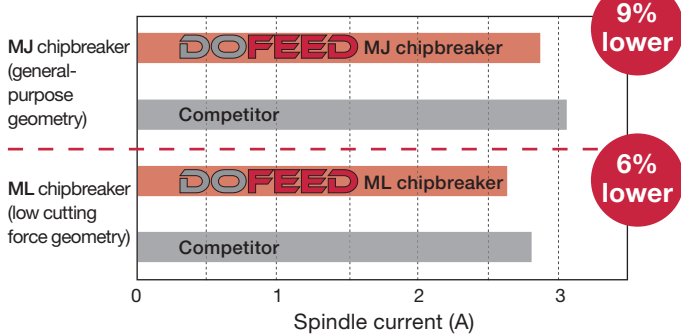 9%
lower
MJ chipbreaker
(general-
purpose
geometry)
DOFEED MJ chipbreaker
Competitor
6%
lower
ML chipbreaker
(low cutting
force geometry)
DOFEED ML chipbreaker
Competitor
0 1 2 3
Spindle current (A)